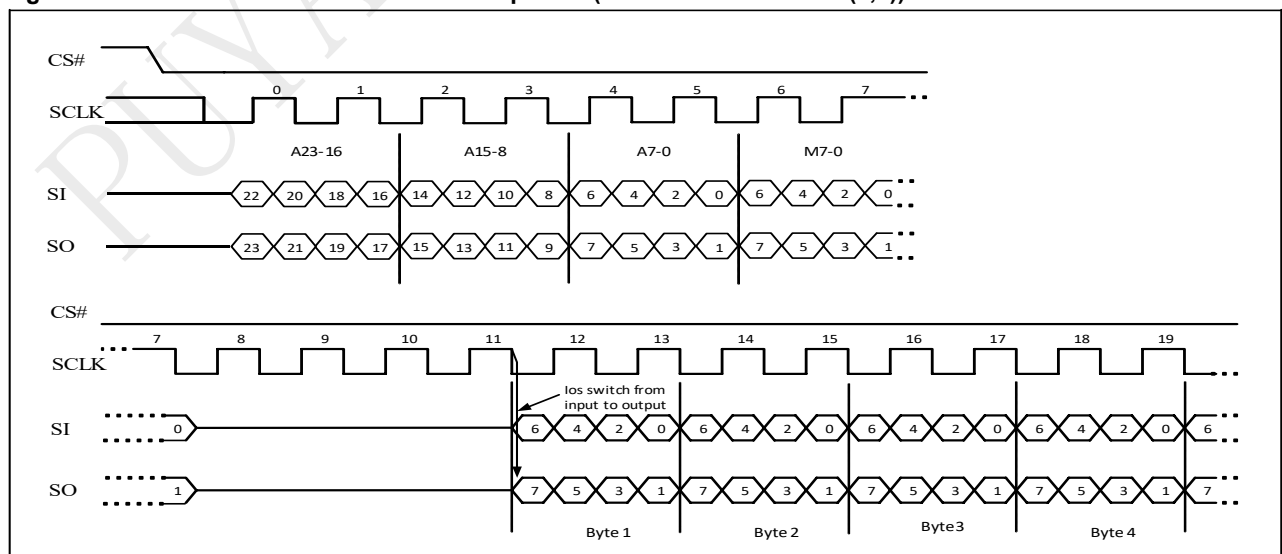 CS#
SCLK
0 1 2 3 4 5 6 7
A23-16 A15-8 A7-0 M7-0
SI 22 20 18 16 14 12 10 8 6 4 2 0 6 4 2 0
SO 23 21 19 17 15 13 11 9 7 5 3 1 7 5 3 1
CS#
7 8 9 10 11 12 13 14 15 16 17 18 19
SCLK
Ios switch from
input to output
SI 0 6 4 2 0 6 4 2 0 6 4 2 0 6 4 2 0 6
SO 1 7 5 3 1 7 5 3 1 7 5 3 1 7 5 3 1 7
Byte 1 Byte 2 Byte3 Byte 4
PUYA